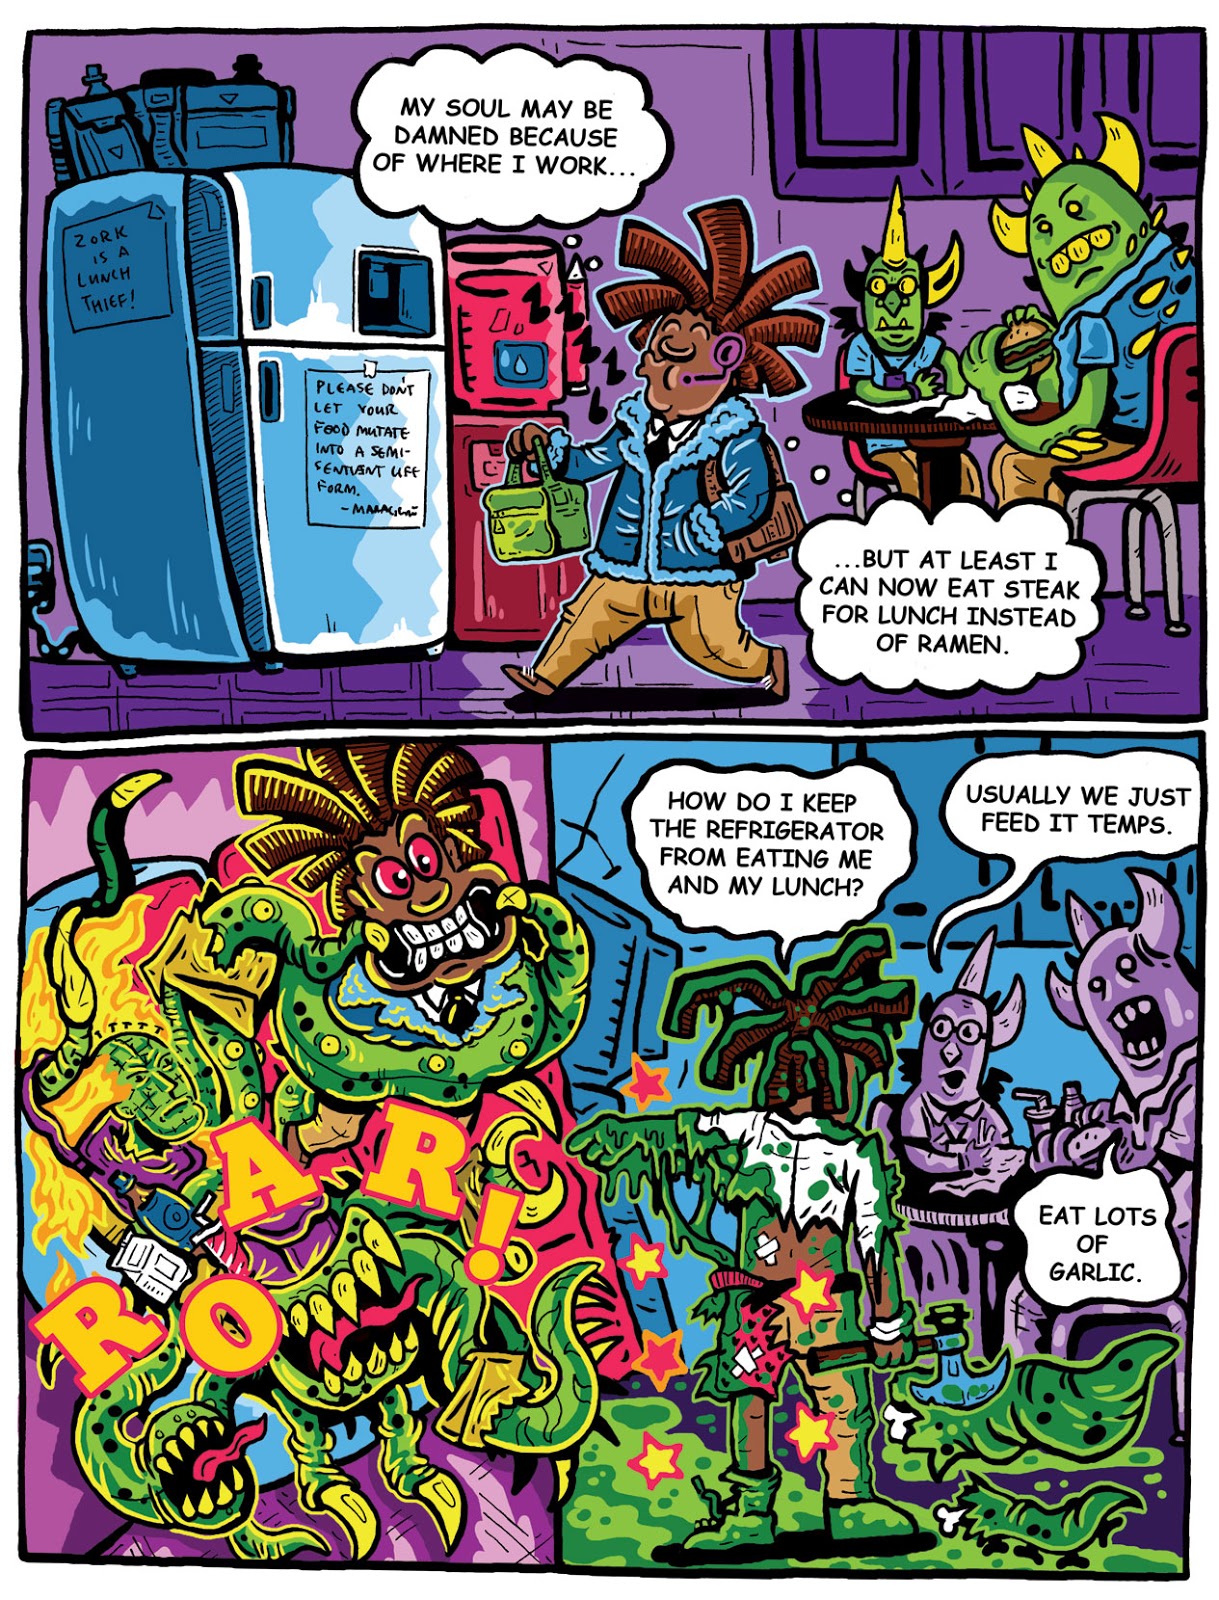 MY SOUL MAY BE
DAMNED BECAUSE
OF WHERE I WORK...
ZORK
IS A
LUNCH
THIEF!
PLEASE DON'T
LET YOUR
FOOD MUTATE
INTO A SEMI-
SENTIENT LIFE
FORM.
...BUT AT LEAST I
CAN NOW EAT STEAK
FOR LUNCH INSTEAD
OF RAMEN.
ROAR!
HOW DO I KEEP
THE REFRIGERATOR
FROM EATING ME
AND MY LUNCH?
USUALLY WE JUST
FEED IT TEMPS.
EAT LOTS
OF
GARLIC.